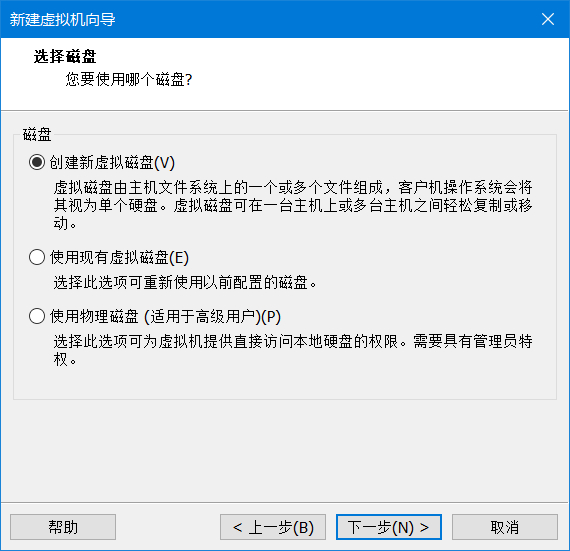 新建虚拟机向导
选择磁盘
您要使用哪个磁盘?
磁盘
创建新虚拟磁盘(V)
虚拟磁盘由主机文件系统上的一个或多个文件组成，客户机操作系统会将
其视为单个硬盘。虚拟磁盘可在一台主机上或多台主机之间轻松复制或移
动。
使用现有虚拟磁盘(E)
选择此选项可重新使用以前配置的磁盘。
使用物理磁盘 (适用于高级用户)(P)
选择此选项可为虚拟机提供直接访问本地硬盘的权限。需要具有管理员特
权。
帮助
< 上一步(B)
下一步(N) >
取消